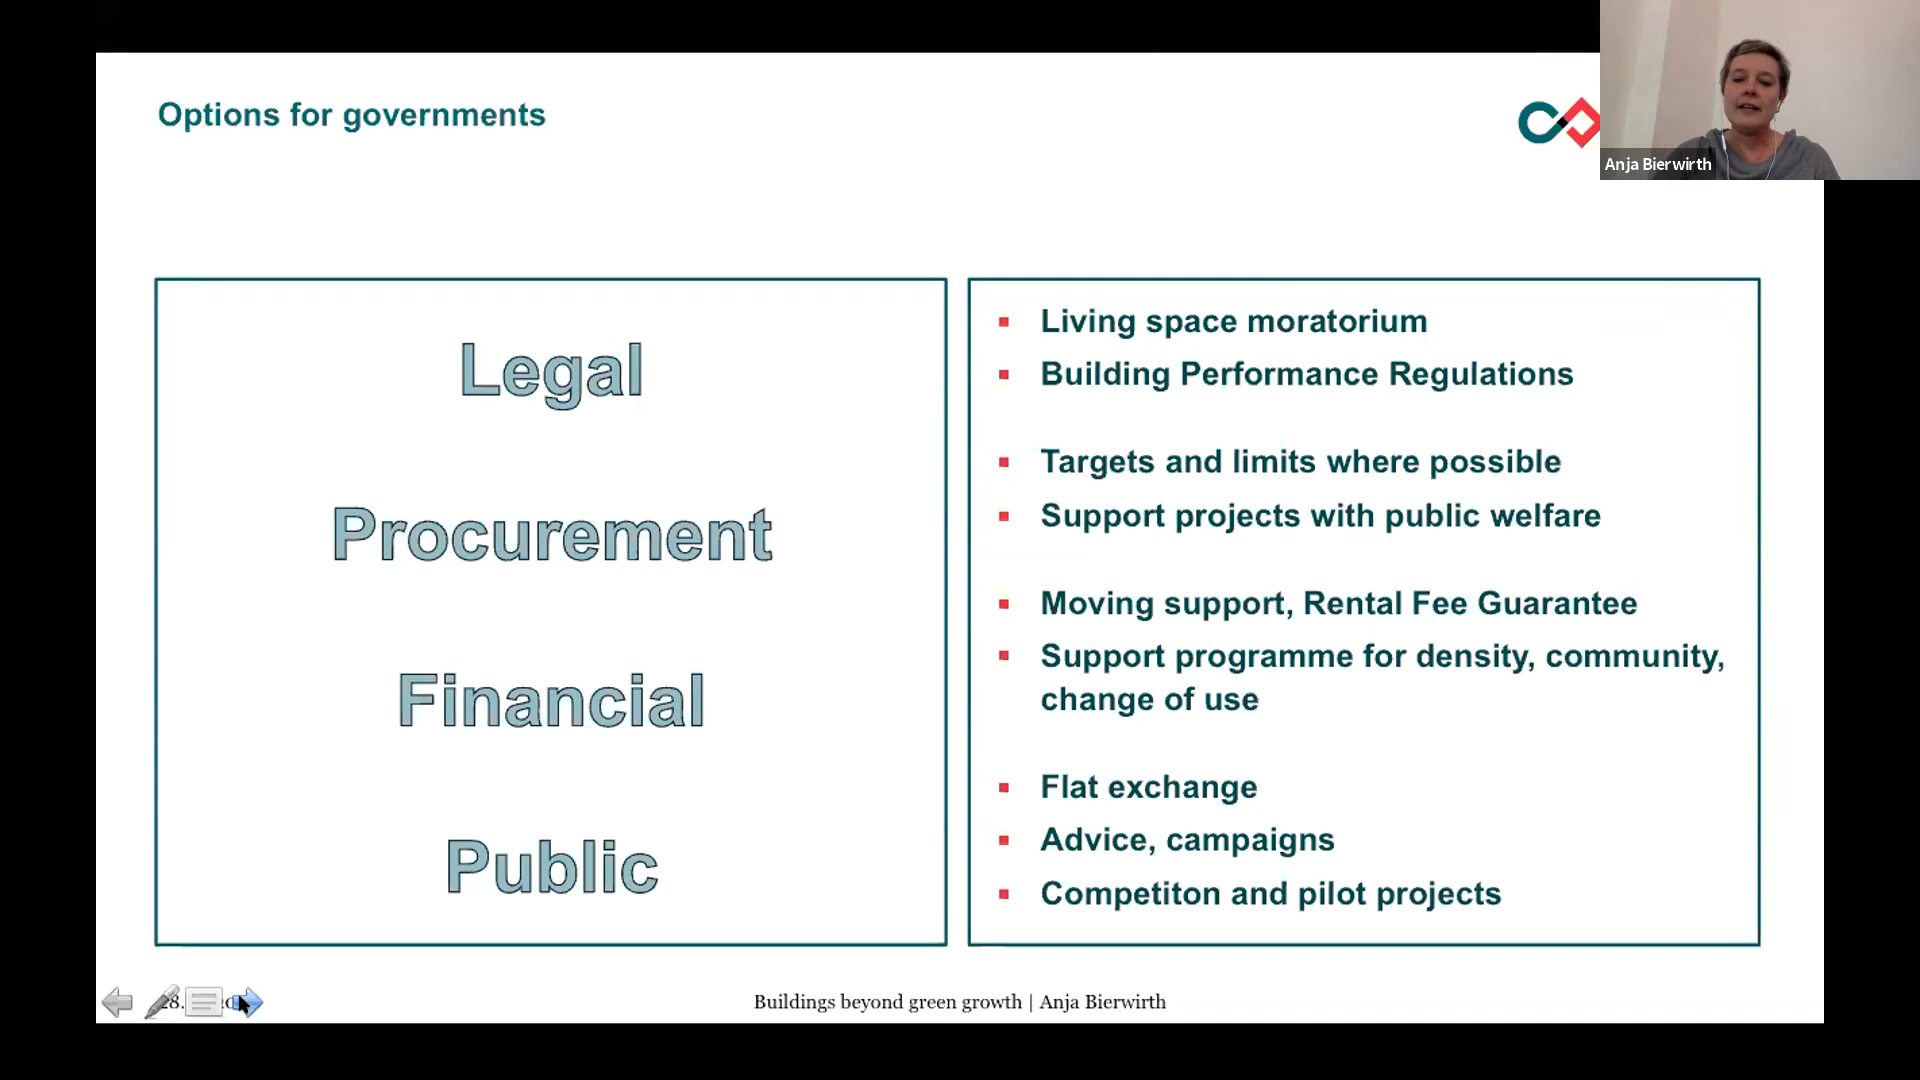 Options for governments
Anja Bierwirth
Legal
Procurement
Financial
Public
Living space moratorium
Building Performance Regulations
Targets and limits where possible
Support projects with public welfare
Moving support, Rental Fee Guarantee
Support programme for density, community,
change of use
Flat exchange
Advice, campaigns
Competiton and pilot projects
Buildings beyond green growth | Anja Bierwirth